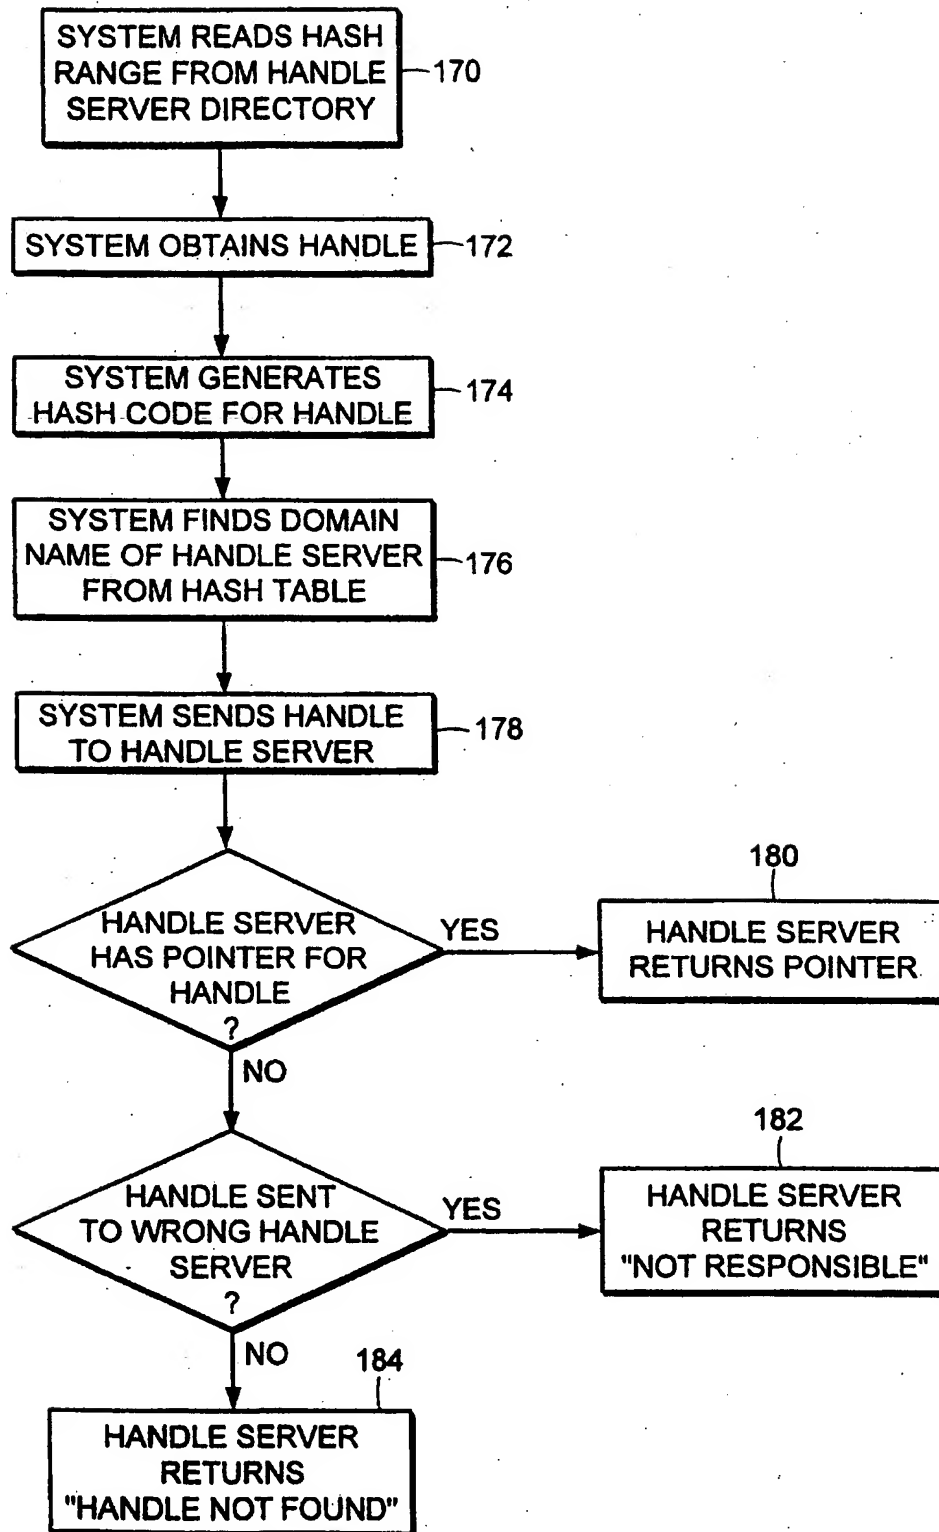 SYSTEM READS HASH
RANGE FROM HANDLE
SERVER DIRECTORY
170
SYSTEM OBTAINS HANDLE
172
SYSTEM GENERATES
HASH CODE FOR HANDLE
174
SYSTEM FINDS DOMAIN
NAME OF HANDLE SERVER
FROM HASH TABLE
176
SYSTEM SENDS HANDLE
TO HANDLE SERVER
178
HANDLE SERVER
HAS POINTER FOR
HANDLE
?
YES
180
HANDLE SERVER
RETURNS POINTER
NO
HANDLE SENT
TO WRONG HANDLE
SERVER
?
YES
182
HANDLE SERVER
RETURNS
"NOT RESPONSIBLE"
NO
184
HANDLE SERVER
RETURNS
"HANDLE NOT FOUND"